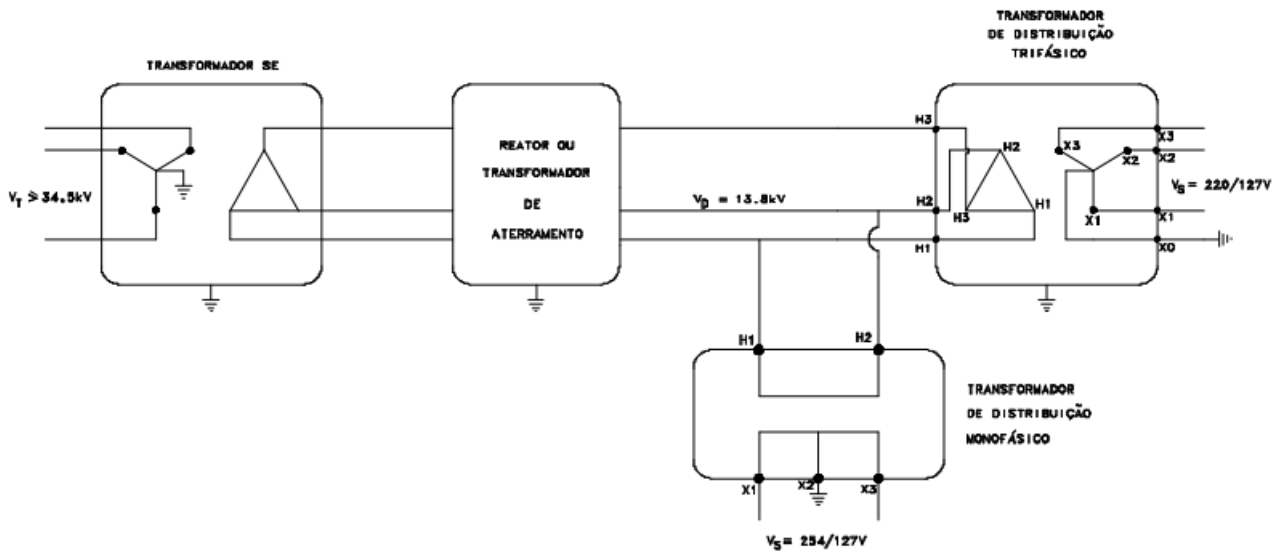 TRANSFORMADOR SE
V_T ≥ 34.5kV
REATOR OU
TRANSFORMADOR
DE
ATERRAMENTO
V_D = 13.8kV
TRANSFORMADOR
DE DISTRIBUIÇÃO
TRIFÁSICO
H3
H2
H1
H2
H3
H1
X3
X2
X1
X3
X2
X1
X0
V_S = 220/127V
H1
H2
TRANSFORMADOR
DE DISTRIBUIÇÃO
MONOFÁSICO
X1
X2
X3
V_S = 254/127V